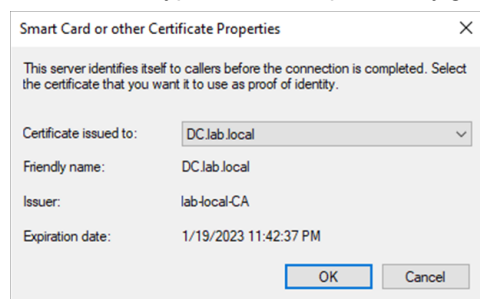 Smart Card or other Certificate Properties
This server identifies itself to callers before the connection is completed. Select
the certificate that you want it to use as proof of identity.
Certificate issued to: DC.lab.local
Friendly name: DC.lab.local
Issuer: lab-local-CA
Expiration date: 1/19/2023 11:42:37 PM
OK Cancel